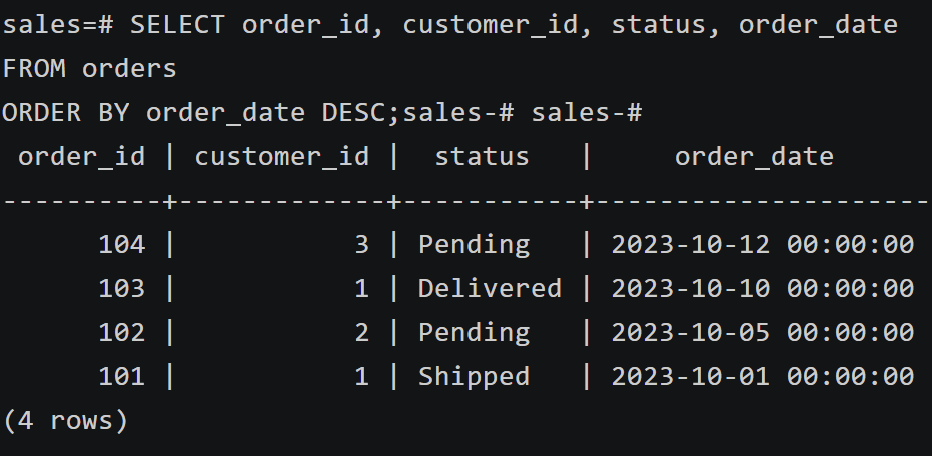 sales=# SELECT order_id, customer_id, status, order_date
FROM orders
ORDER BY order_date DESC;sales-# sales-#
 order_id | customer_id |  status   |     order_date
----------+-------------+-----------+---------------------
      104 |           3 | Pending   | 2023-10-12 00:00:00
      103 |           1 | Delivered | 2023-10-10 00:00:00
      102 |           2 | Pending   | 2023-10-05 00:00:00
      101 |           1 | Shipped   | 2023-10-01 00:00:00
(4 rows)